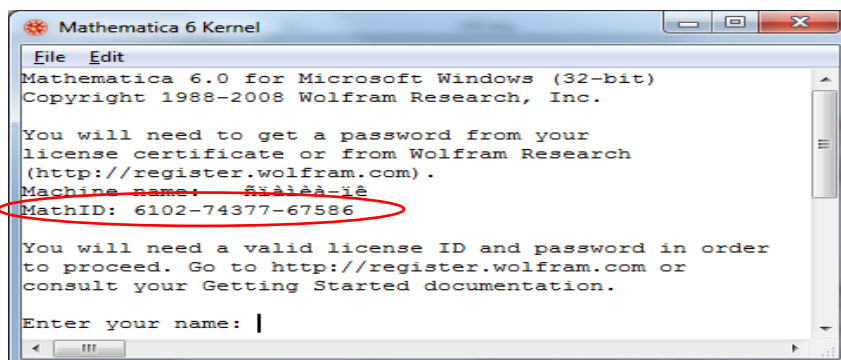 Mathematica 6 Kernel
File Edit
Mathematica 6.0 for Microsoft Windows (32-bit)
Copyright 1988-2008 Wolfram Research, Inc.
You will need to get a password from your
license certificate or from Wolfram Research
(http://register.wolfram.com).
Machine name: ñïàìèà-ïê
MathID: 6102-74377-67586
You will need a valid license ID and password in order
to proceed. Go to http://register.wolfram.com or
consult your Getting Started documentation.
Enter your name: